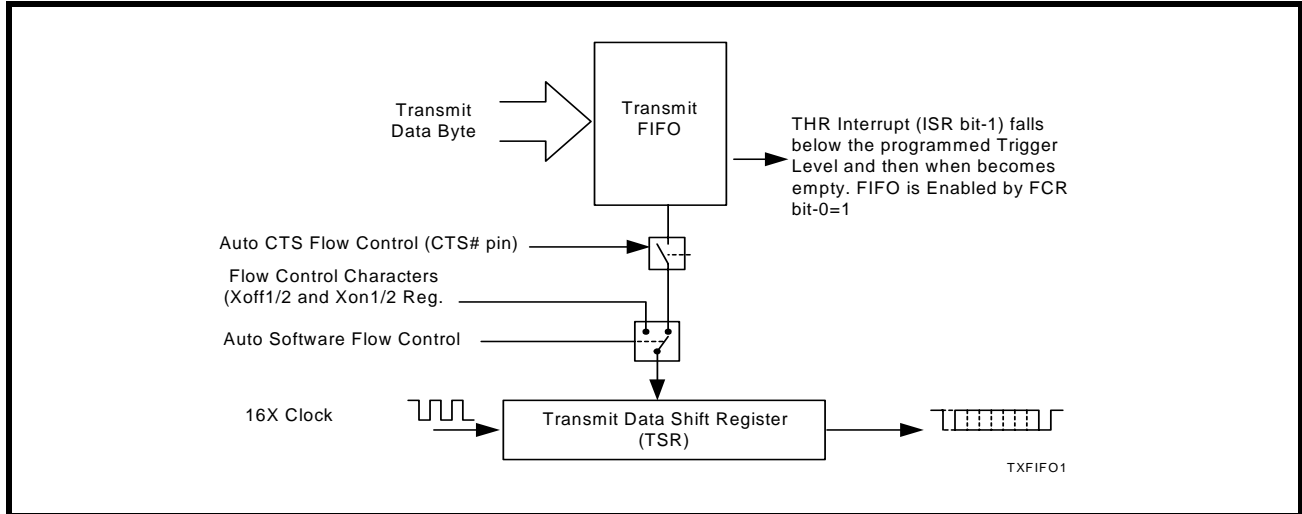 Transmit
Data Byte
Transmit
FIFO
THR Interrupt (ISR bit-1) falls
below the programmed Trigger
Level and then when becomes
empty. FIFO is Enabled by FCR
bit-0=1
Auto CTS Flow Control (CTS# pin)
Flow Control Characters
(Xoff1/2 and Xon1/2 Reg.
Auto Software Flow Control
16X Clock
Transmit Data Shift Register
(TSR)
TXFIFO1